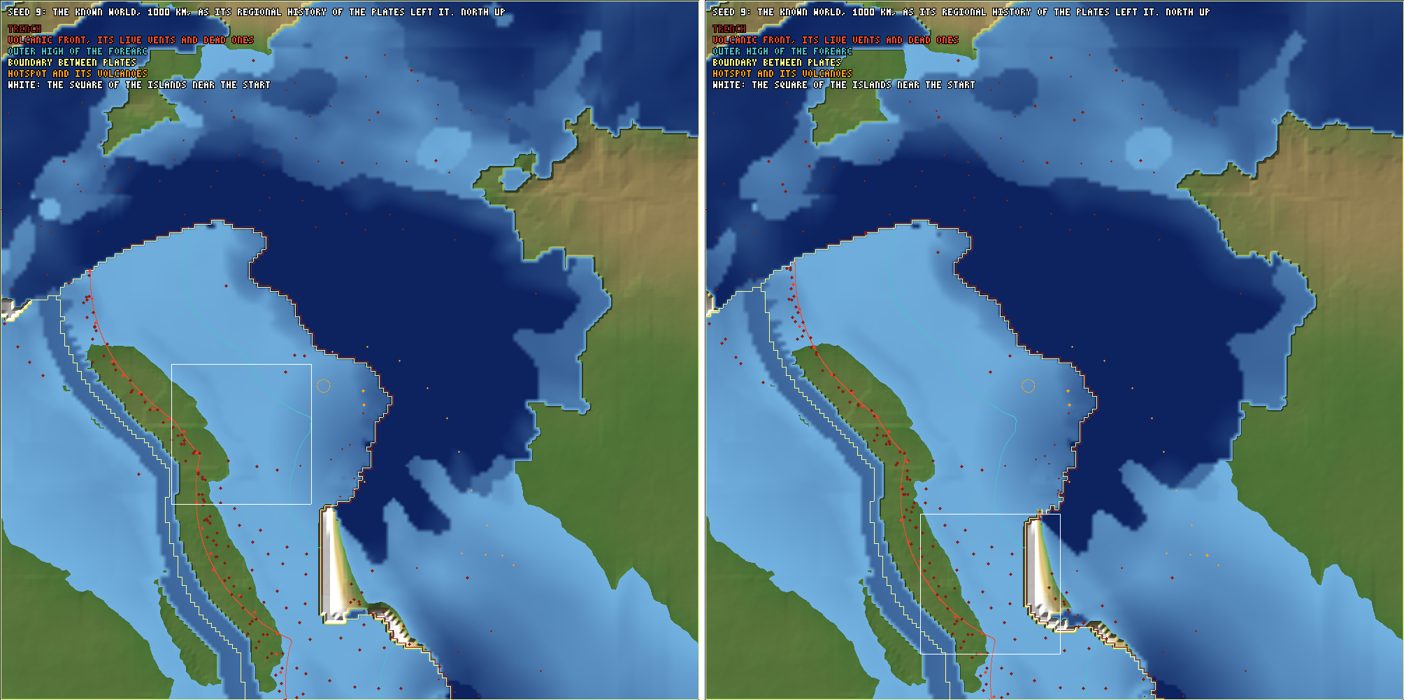 SEED 9: THE KNOWN WORLD, 1000 KM, AS ITS REGIONAL HISTORY OF THE PLATES LEFT IT. NORTH UP
TRENCH
VOLCANIC FRONT, ITS LIVE VENTS AND DEAD ONES
OUTER HIGH OF THE FOREARC
BOUNDARY BETWEEN PLATES
HOTSPOT AND ITS VOLCANOES
WHITE: THE SQUARE OF THE ISLANDS NEAR THE START
SEED 9: THE KNOWN WORLD, 1000 KM, AS ITS REGIONAL HISTORY OF THE PLATES LEFT IT. NORTH UP
TRENCH
VOLCANIC FRONT, ITS LIVE VENTS AND DEAD ONES
OUTER HIGH OF THE FOREARC
BOUNDARY BETWEEN PLATES
HOTSPOT AND ITS VOLCANOES
WHITE: THE SQUARE OF THE ISLANDS NEAR THE START